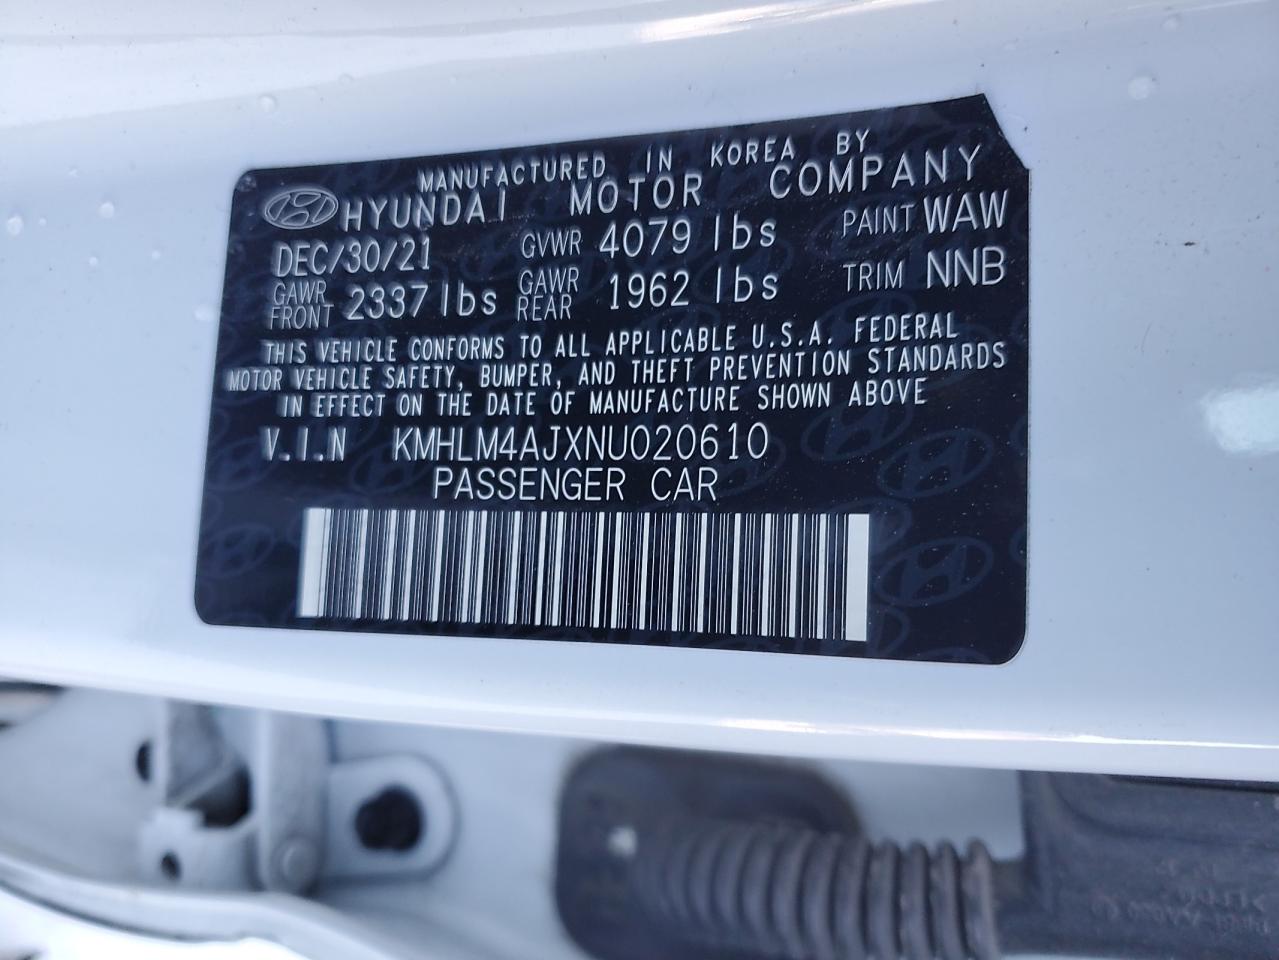 MANUFACTURED IN KOREA BY
HYUNDAI MOTOR COMPANY
DEC/30/21 GVWR 4079 lbs PAINT WAW
GAWR FRONT 2337 lbs GAWR REAR 1962 lbs TRIM NNB
THIS VEHICLE CONFORMS TO ALL APPLICABLE U.S.A. FEDERAL
MOTOR VEHICLE SAFETY, BUMPER, AND THEFT PREVENTION STANDARDS
IN EFFECT ON THE DATE OF MANUFACTURE SHOWN ABOVE
V.I.N KMHLM4AJXNU020610
PASSENGER CAR